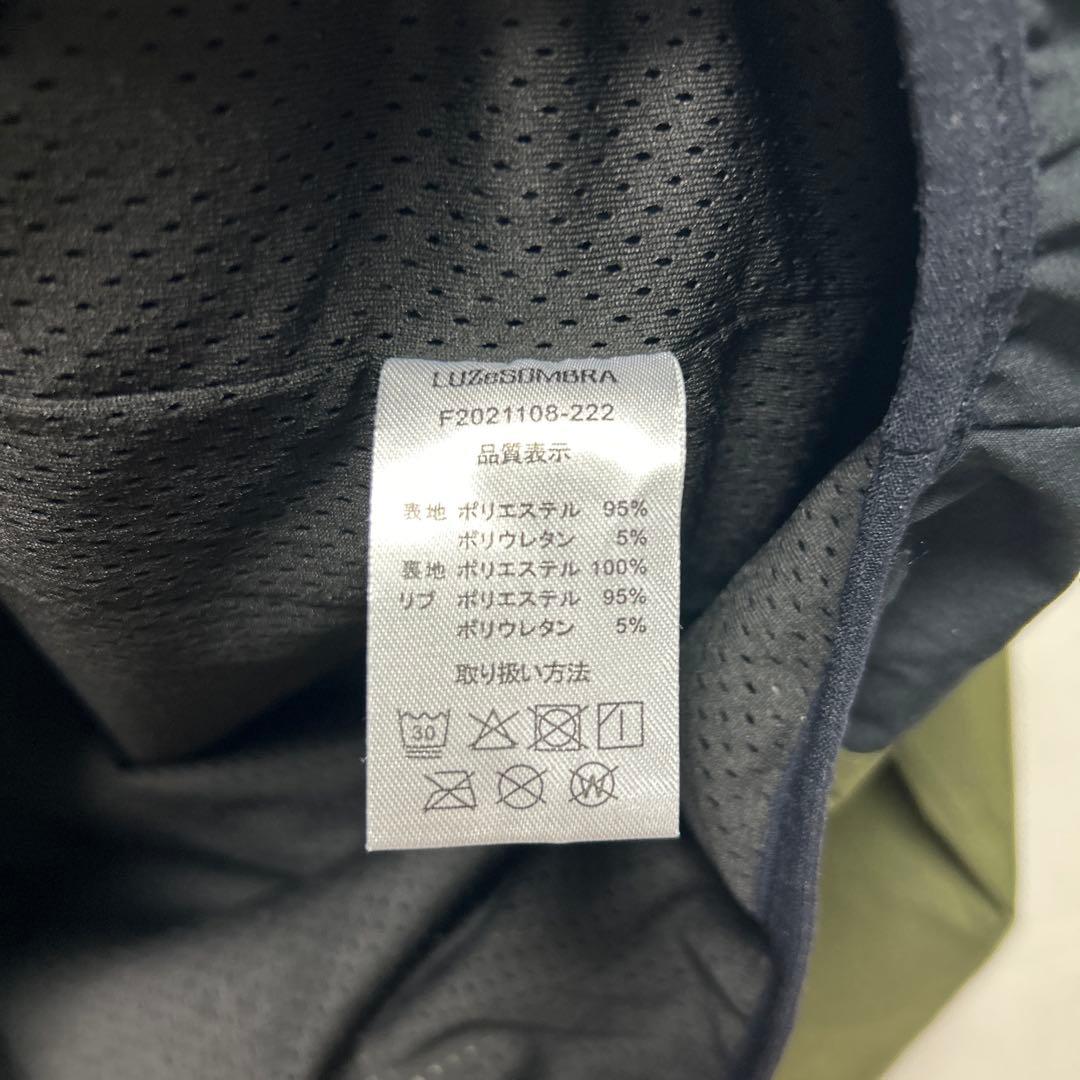 LUZeSOMBRA
F2021108-222
品質表示
表地 ポリエステル 95%
ポリウレタン 5%
裏地 ポリエステル 100%
リブ ポリエステル 95%
ポリウレタン 5%
取り扱い方法
30
W